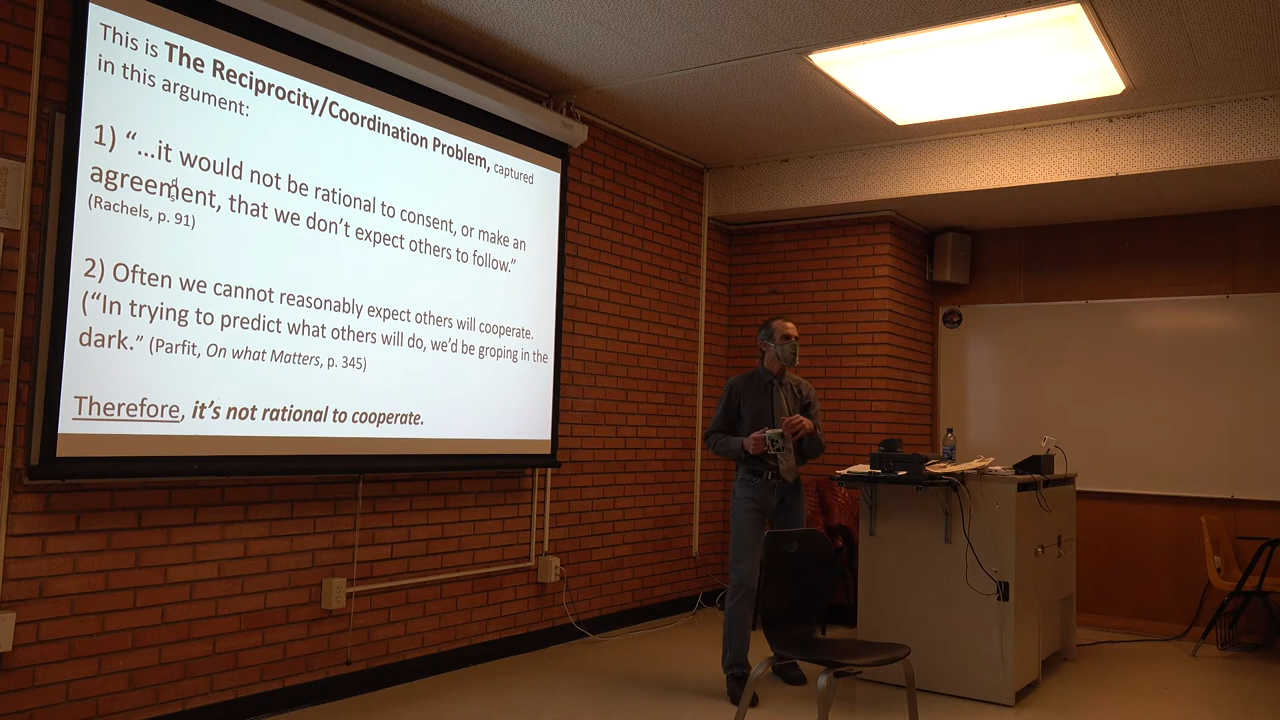 This is The Reciprocity/Coordination Problem, captured
in this argument:
1) “…it would not be rational to consent, or make an
agreement, that we don’t expect others to follow.”
(Rachels, p. 91)
2) Often we cannot reasonably expect others will cooperate.
(“In trying to predict what others will do, we’d be groping in the
dark.” (Parfit, On what Matters, p. 345)
Therefore, it’s not rational to cooperate.